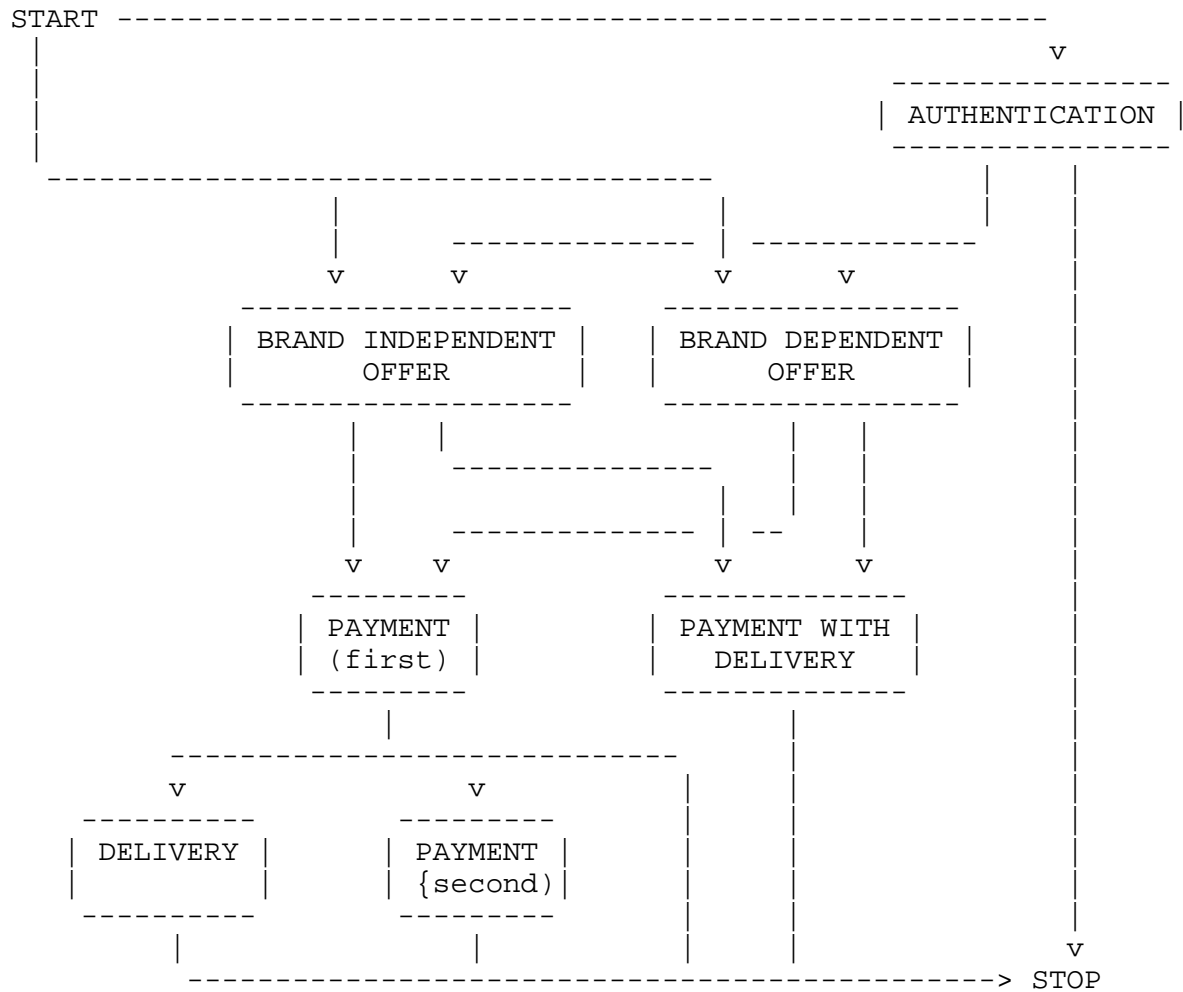 START
AUTHENTICATION
BRAND INDEPENDENT
OFFER
BRAND DEPENDENT
OFFER
PAYMENT
(first)
PAYMENT WITH
DELIVERY
DELIVERY
PAYMENT
{second)
STOP